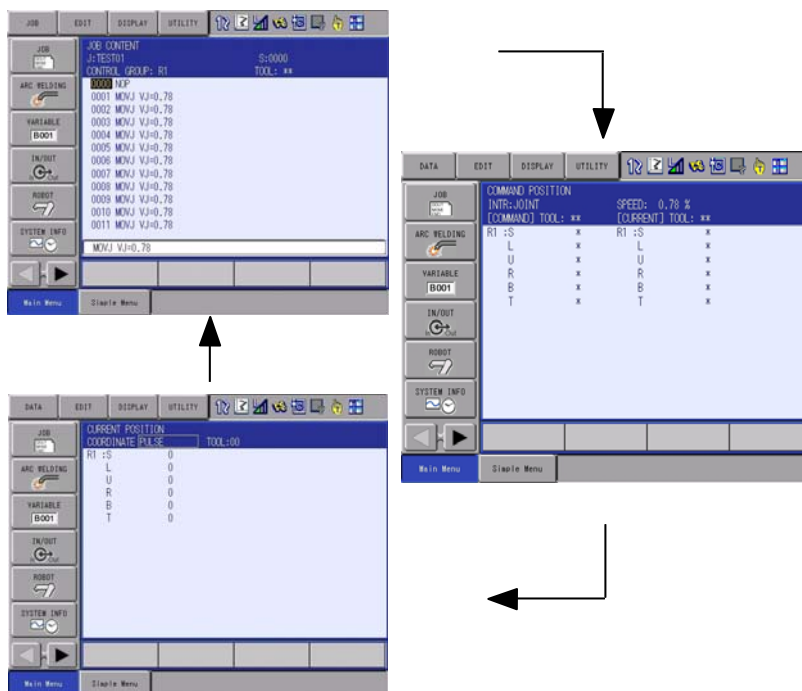 JOB EDIT DISPLAY UTILITY
JOB
ARC WELDING
VARIABLE
B001
IN/OUT
In Out
ROBOT
SYSTEM INFO
JOB CONTENT
J:TEST01 S:0000
CONTROL GROUP: R1 TOOL: **
0000 NOP
0001 MOVJ VJ=0.78
0002 MOVJ VJ=0.78
0003 MOVJ VJ=0.78
0004 MOVJ VJ=0.78
0005 MOVJ VJ=0.78
0006 MOVJ VJ=0.78
0007 MOVJ VJ=0.78
0008 MOVJ VJ=0.78
0009 MOVJ VJ=0.78
0010 MOVJ VJ=0.78
0011 MOVJ VJ=0.78
MOVJ VJ=0.78
Main Menu Simple Menu
DATA EDIT DISPLAY UTILITY
JOB
ARC WELDING
VARIABLE
B001
IN/OUT
In Out
ROBOT
SYSTEM INFO
COMMAND POSITION
INTR:JOINT SPEED: 0.78 %
[COMMAND] TOOL: ** [CURRENT] TOOL: **
R1 :S * R1 :S *
L * L *
U * U *
R * R *
B * B *
T * T *
Main Menu Simple Menu
DATA EDIT DISPLAY UTILITY
JOB
ARC WELDING
VARIABLE
B001
IN/OUT
In Out
ROBOT
SYSTEM INFO
CURRENT POSITION
COORDINATE PULSE TOOL:00
R1 :S 0
L 0
U 0
R 0
B 0
T 0
Main Menu Simple Menu